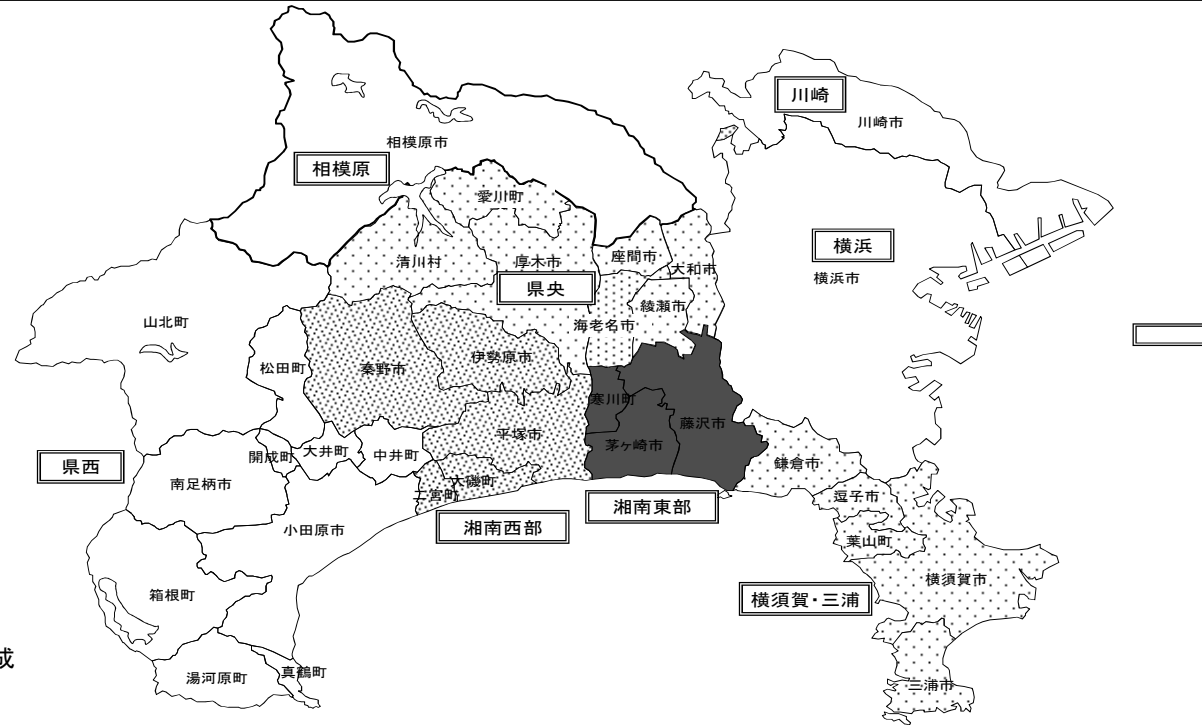 川崎
川崎市
相模原市
相模原
愛川町
横浜
座間市
清川村
厚木市
大和市
横浜市
県央
綾瀬市
山北町
海老名市
伊勢原市
松田町
秦野市
寒川町
藤沢市
平塚市
茅ヶ崎市
大井町
中井町
開成町
鎌倉市
県西
南足柄市
大磯町
二宮町
逗子市
湘南東部
湘南西部
小田原市
葉山町
横須賀市
箱根町
横須賀・三浦
成
真鶴町
湯河原町
三浦市